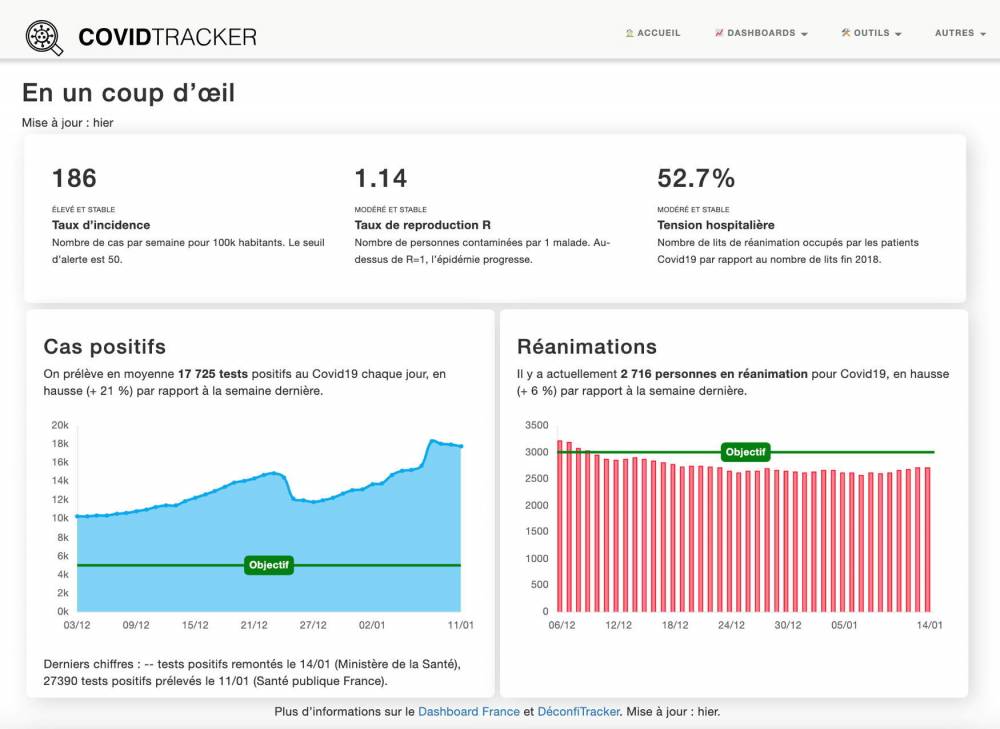 COVIDTRACKER
ACCUEIL
DASHBOARDS
OUTILS
AUTRES
En un coup d'œil
Mise à jour : hier
186
ÉLEVÉ ET STABLE
Taux d'incidence
Nombre de cas par semaine pour 100k habitants. Le seuil
d'alerte est 50.
1.14
MODÉRÉ ET STABLE
Taux de reproduction R
Nombre de personnes contaminées par 1 malade. Au-
dessus de R=1, l'épidémie progresse.
52.7%
MODÉRÉ ET STABLE
Tension hospitalière
Nombre de lits de réanimation occupés par les patients
Covid19 par rapport au nombre de lits fin 2018.
Cas positifs
On prélève en moyenne 17 725 tests positifs au Covid19 chaque jour, en
hausse (+ 21 %) par rapport à la semaine dernière.
20k
18k
16k
14k
12k
10k
8k
6k
4k
2k
0k
Objectif
03/12
09/12
15/12
21/12
27/12
02/01
11/01
Derniers chiffres : -- tests positifs remontés le 14/01 (Ministère de la Santé),
27390 tests positifs prélevés le 11/01 (Santé publique France).
Réanimations
Il y a actuellement 2 716 personnes en réanimation pour Covid19, en hausse
(+ 6 %) par rapport à la semaine dernière.
3500
3000
2500
2000
1500
1000
500
0
Objectif
06/12
12/12
18/12
24/12
30/12
05/01
14/01
Plus d'informations sur le Dashboard France et DéconfiTracker. Mise à jour : hier.